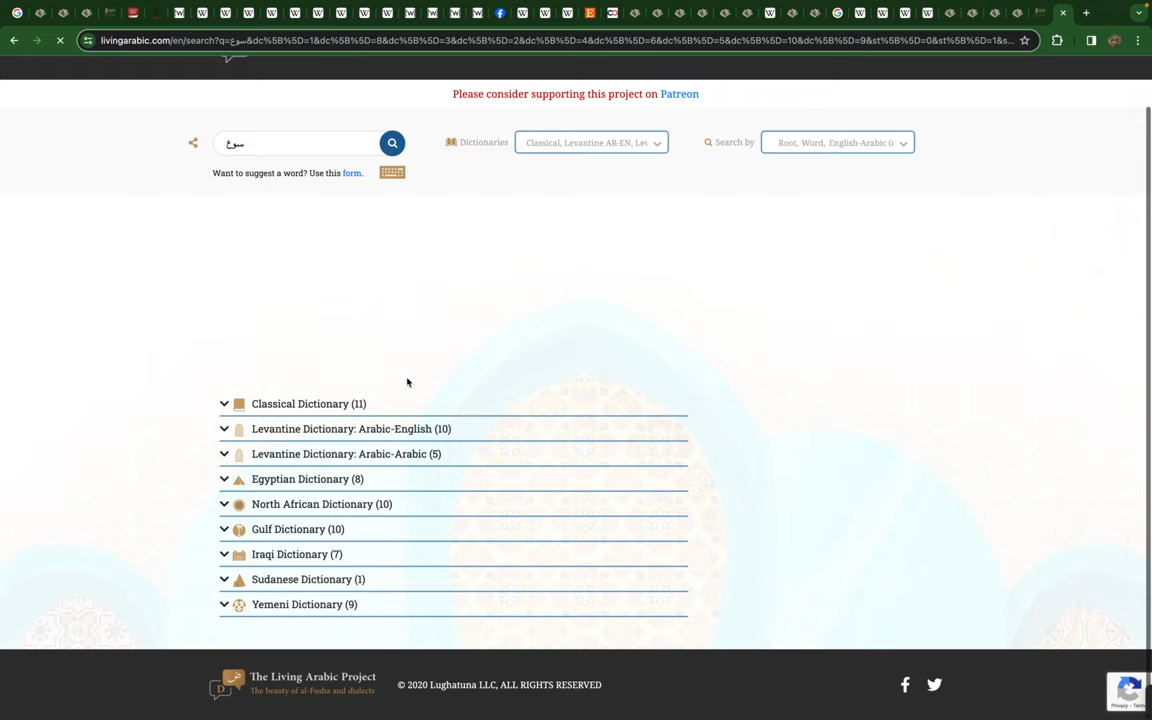 livingarabic.com/en/search?q=سوع&dc%5B%5D=1&dc%5B%5D=8&dc%5B%5D=3&dc%5B%5D=2&dc%5B%5D=4&dc%5B%5D=6&dc%5B%5D=5&dc%5B%5D=10&dc%5B%5D=9&st%5B%5D=0&st%5B%5D=1&s...
Please consider supporting this project on Patreon
سوع
Dictionaries
Classical, Levantine AR-EN, Lev
Search by
Root, Word, English-Arabic (
Want to suggest a word? Use this form.
Classical Dictionary (11)
Levantine Dictionary: Arabic-English (10)
Levantine Dictionary: Arabic-Arabic (5)
Egyptian Dictionary (8)
North African Dictionary (10)
Gulf Dictionary (10)
Iraqi Dictionary (7)
Sudanese Dictionary (1)
Yemeni Dictionary (9)
ض
D
The Living Arabic Project
The beauty of al-Fusha and dialects
© 2020 Lughatuna LLC, ALL RIGHTS RESERVED
Privacy - Term